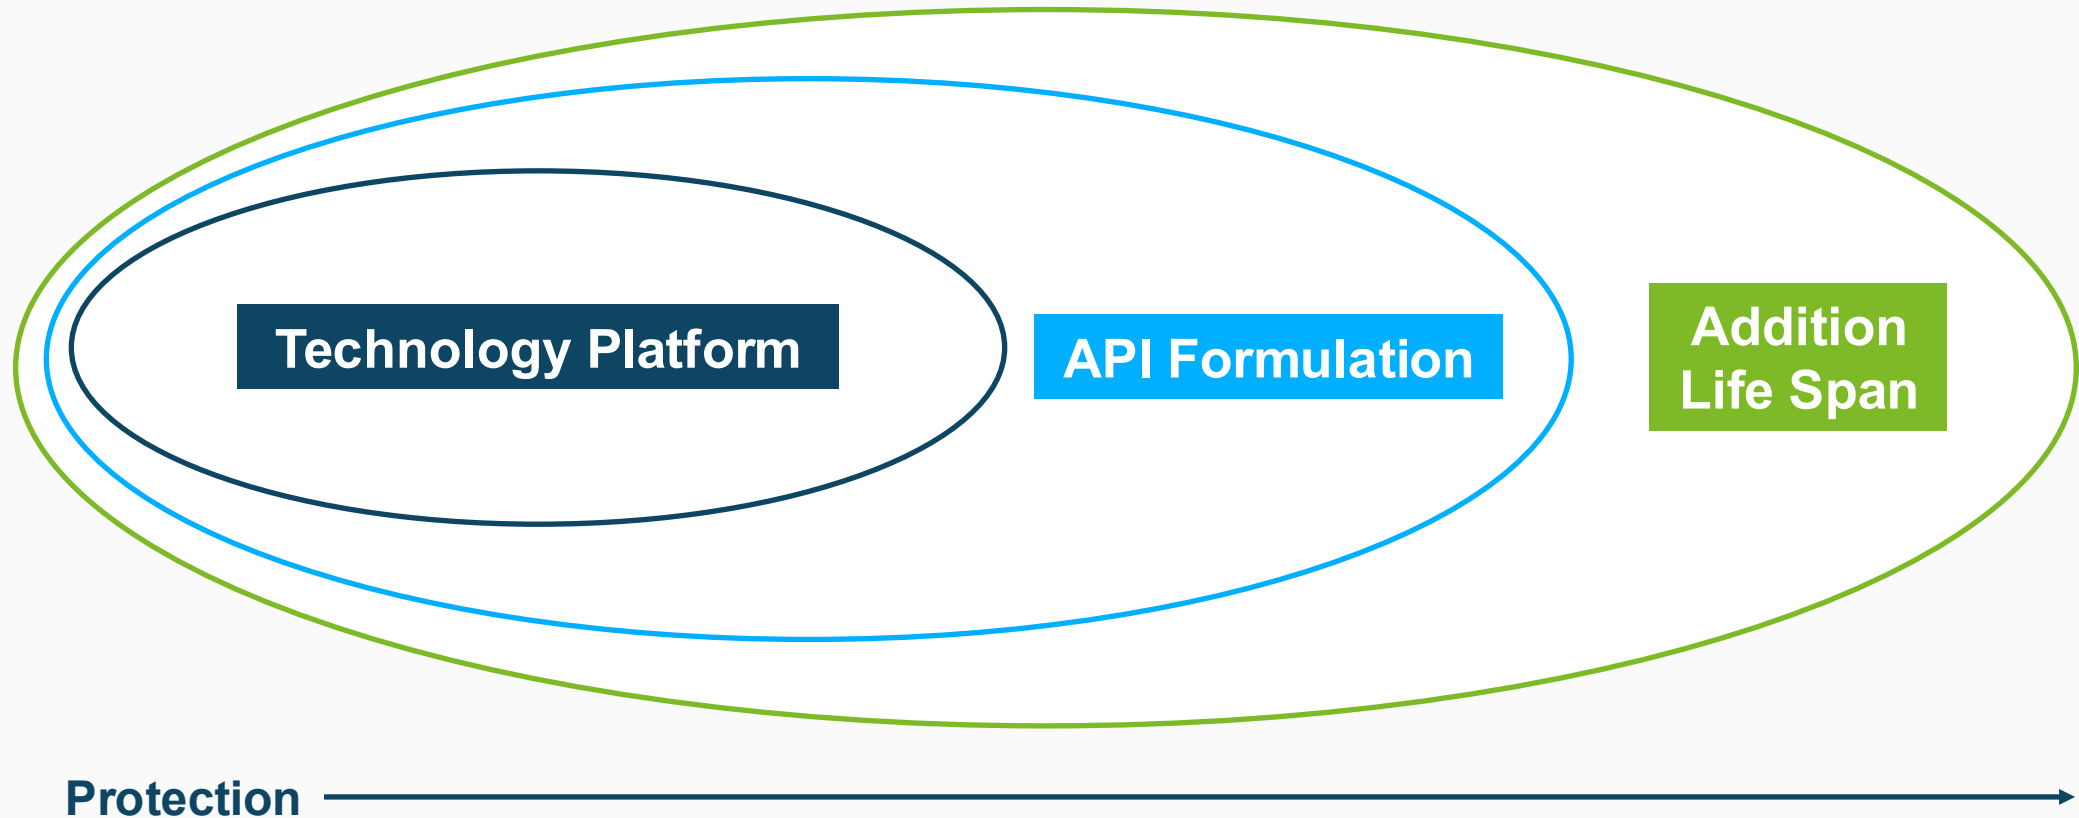 Technology Platform
API Formulation
Addition
Life Span
Protection